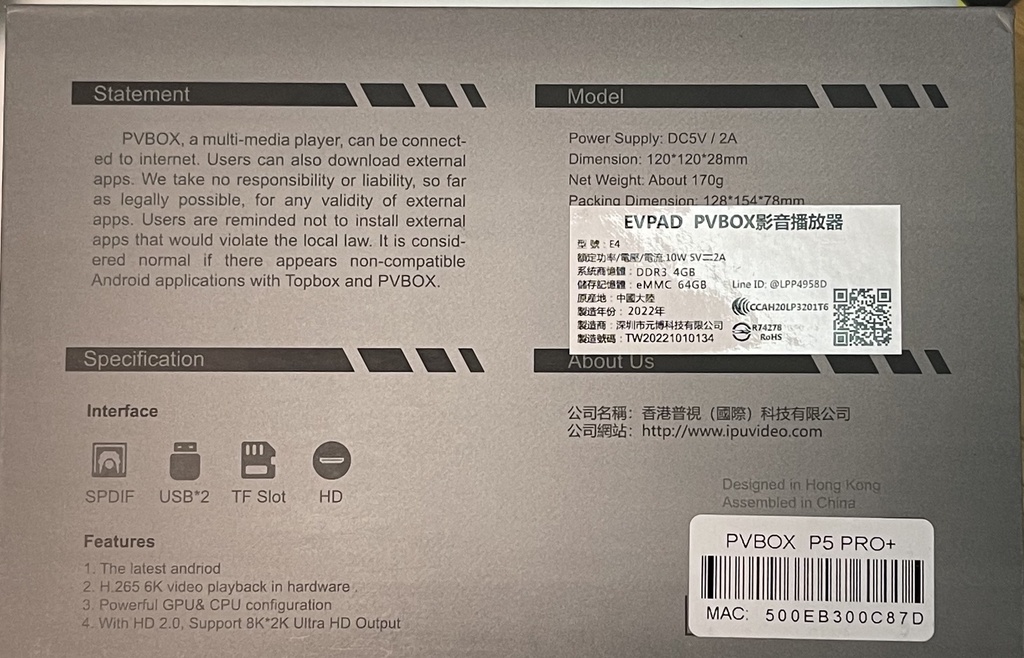 Statement
PVBOX, a multi-media player, can be connect-
ed to internet. Users can also download external
apps. We take no responsibility or liability, so far
as legally possible, for any validity of external
apps. Users are reminded not to install external
apps that would violate the local law. It is consid-
ered normal if there appears non-compatible
Android applications with Topbox and PVBOX.
Model
Power Supply: DC5V / 2A
Dimension: 120*120*28mm
Net Weight: About 170g
Packing Dimension: 128*154*78mm
EVPAD PVBOX影音播放器
型 號 : E4
額定功率/電壓/電流 10W 5V⎓2A
系統商憶體 : DDR3 4GB
儲存記憶體 : eMMC 64GB
原產地 : 中國大陸
製造年份 : 2022年
製造商 : 深圳市元博科技有限公司
製造號碼 : TW20221010134
Line ID: @LPP4958D
CCAH20LP3201T6
R74278
RoHS
Specification
Interface
SPDIF USB*2 TF Slot HD
Features
1. The latest andriod
2. H.265 6K video playback in hardware .
3. Powerful GPU& CPU configuration
4. With HD 2.0, Support 8K*2K Ultra HD Output
About Us
公司名稱：香港普視（國際）科技有限公司
公司網站：http://www.ipuvideo.com
Designed in Hong Kong
Assembled in China
PVBOX P5 PRO+
MAC: 500EB300C87D